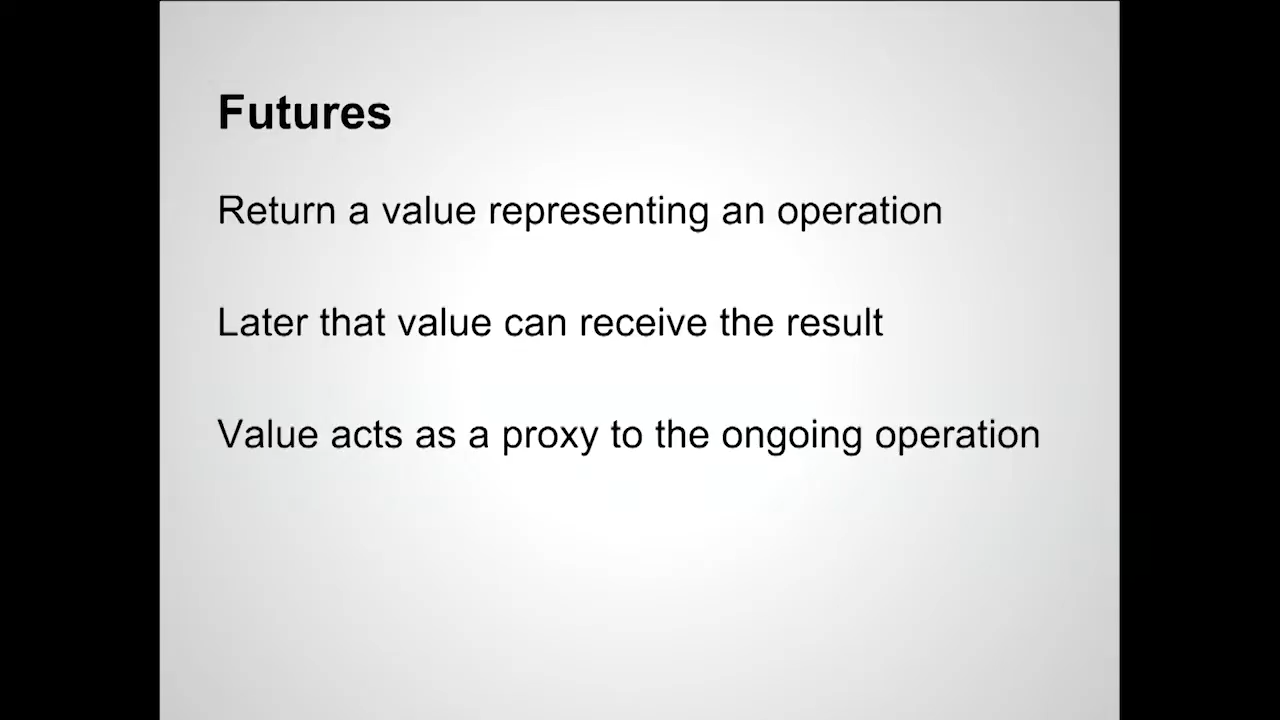 Futures
Return a value representing an operation
Later that value can receive the result
Value acts as a proxy to the ongoing operation